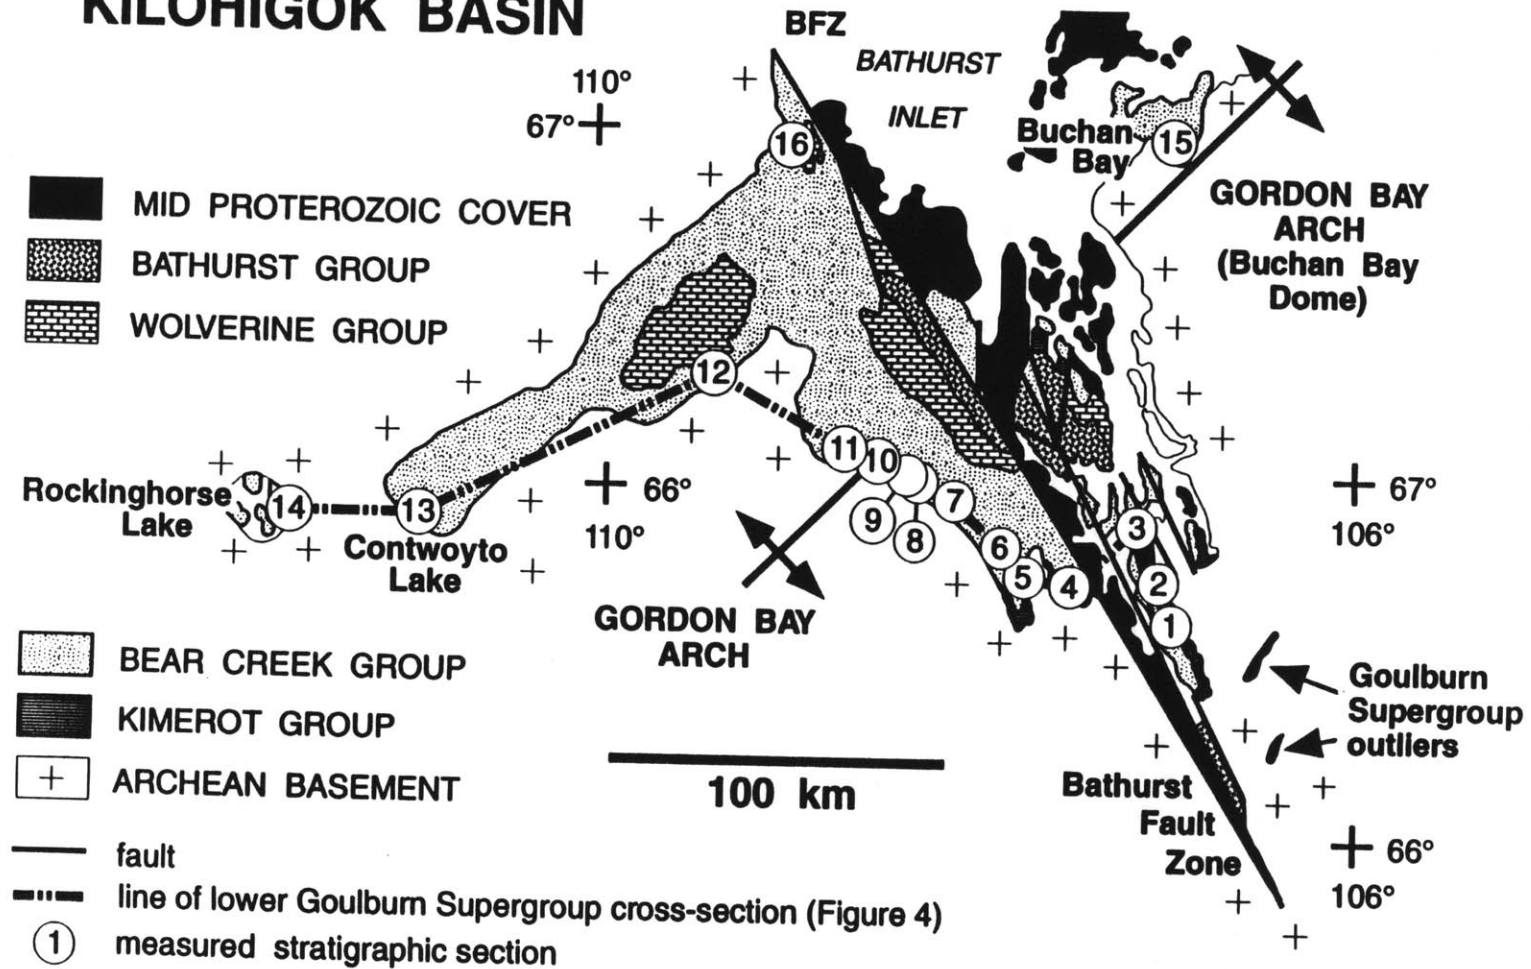 KILOHIGOK BASIN
BFZ
BATHURST
INLET
110°
67°
16
Buchan
Bay
15
GORDON BAY
ARCH
(Buchan Bay
Dome)
MID PROTEROZOIC COVER
BATHURST GROUP
WOLVERINE GROUP
12
11
10
9
8
7
6
5
4
3
2
1
Rockinghorse
Lake
14
13
Contwoyto
Lake
66°
110°
67°
106°
GORDON BAY
ARCH
BEAR CREEK GROUP
KIMEROT GROUP
ARCHEAN BASEMENT
Goulburn
Supergroup
outliers
100 km
Bathurst
Fault
Zone
66°
106°
fault
line of lower Goulburn Supergroup cross-section (Figure 4)
1
measured stratigraphic section